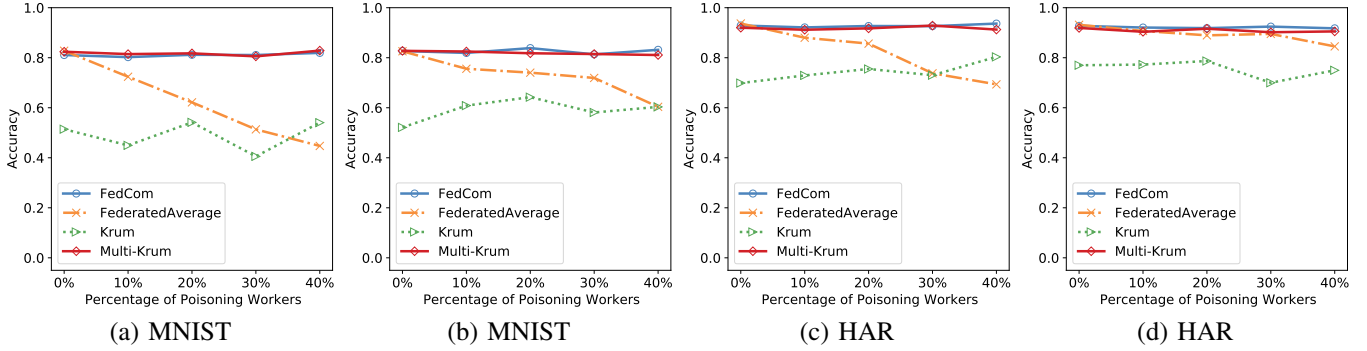 1.0
0.8
0.6
0.4
0.2
0.0
Accuracy
FedCom
FederatedAverage
Krum
Multi-Krum
0% 10% 20% 30% 40%
Percentage of Poisoning Workers
(a) MNIST
1.0
0.8
0.6
0.4
0.2
0.0
Accuracy
FedCom
FederatedAverage
Krum
Multi-Krum
0% 10% 20% 30% 40%
Percentage of Poisoning Workers
(b) MNIST
1.0
0.8
0.6
0.4
0.2
0.0
Accuracy
FedCom
FederatedAverage
Krum
Multi-Krum
0% 10% 20% 30% 40%
Percentage of Poisoning Workers
(c) HAR
1.0
0.8
0.6
0.4
0.2
0.0
Accuracy
FedCom
FederatedAverage
Krum
Multi-Krum
0% 10% 20% 30% 40%
Percentage of Poisoning Workers
(d) HAR